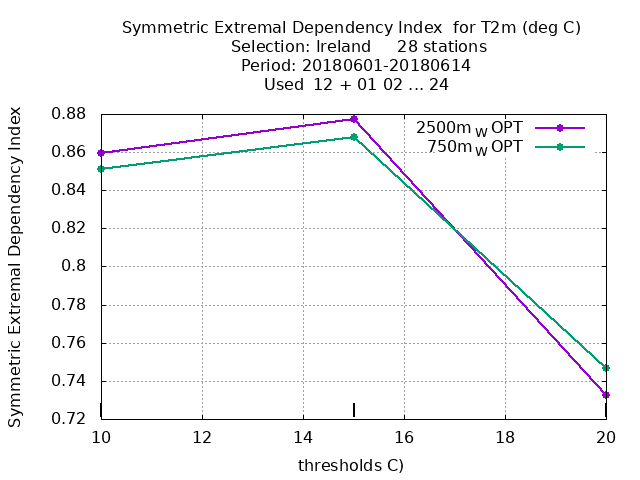 Symmetric Extremal Dependency Index  for T2m (deg C)
Selection: Ireland     28 stations
Period: 20180601-20180614
Used  12 + 01 02 ... 24
Symmetric Extremal Dependency Index
0.88
0.86
0.84
0.82
0.8
0.78
0.76
0.74
0.72
2500m W OPT
750m W OPT
10 12 14 16 18 20
thresholds C)